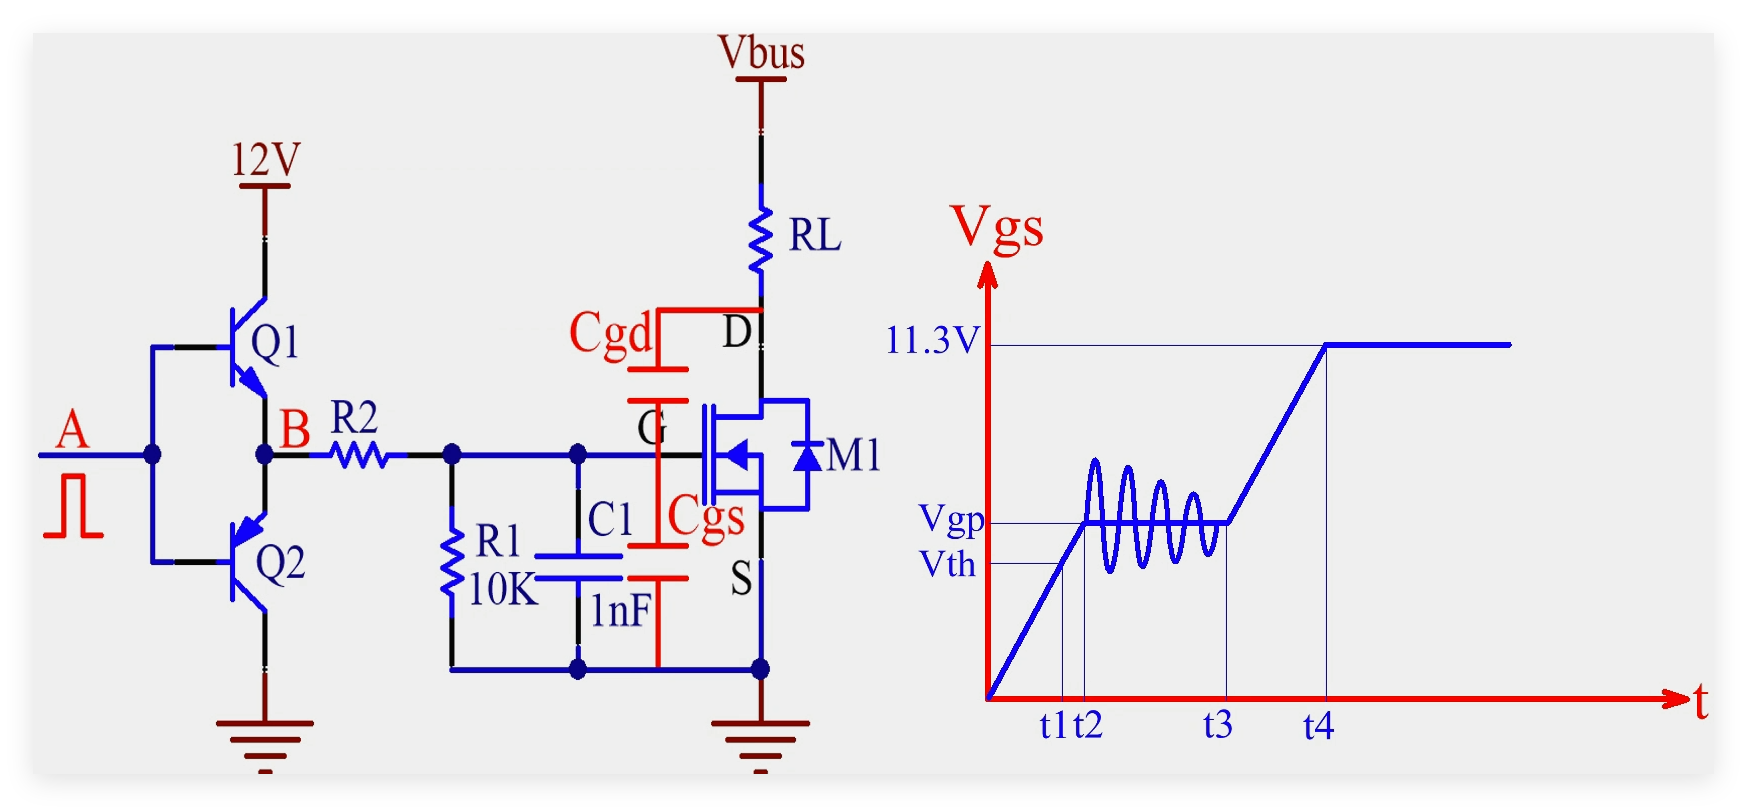 Vbus
12V
RL
Cgd
D
Q1
A
B
R2
G
M1
Cgs
C1
R1
10K
1nF
S
Q2
Vgs
11.3V
Vgp
Vth
t
t1 t2 t3 t4